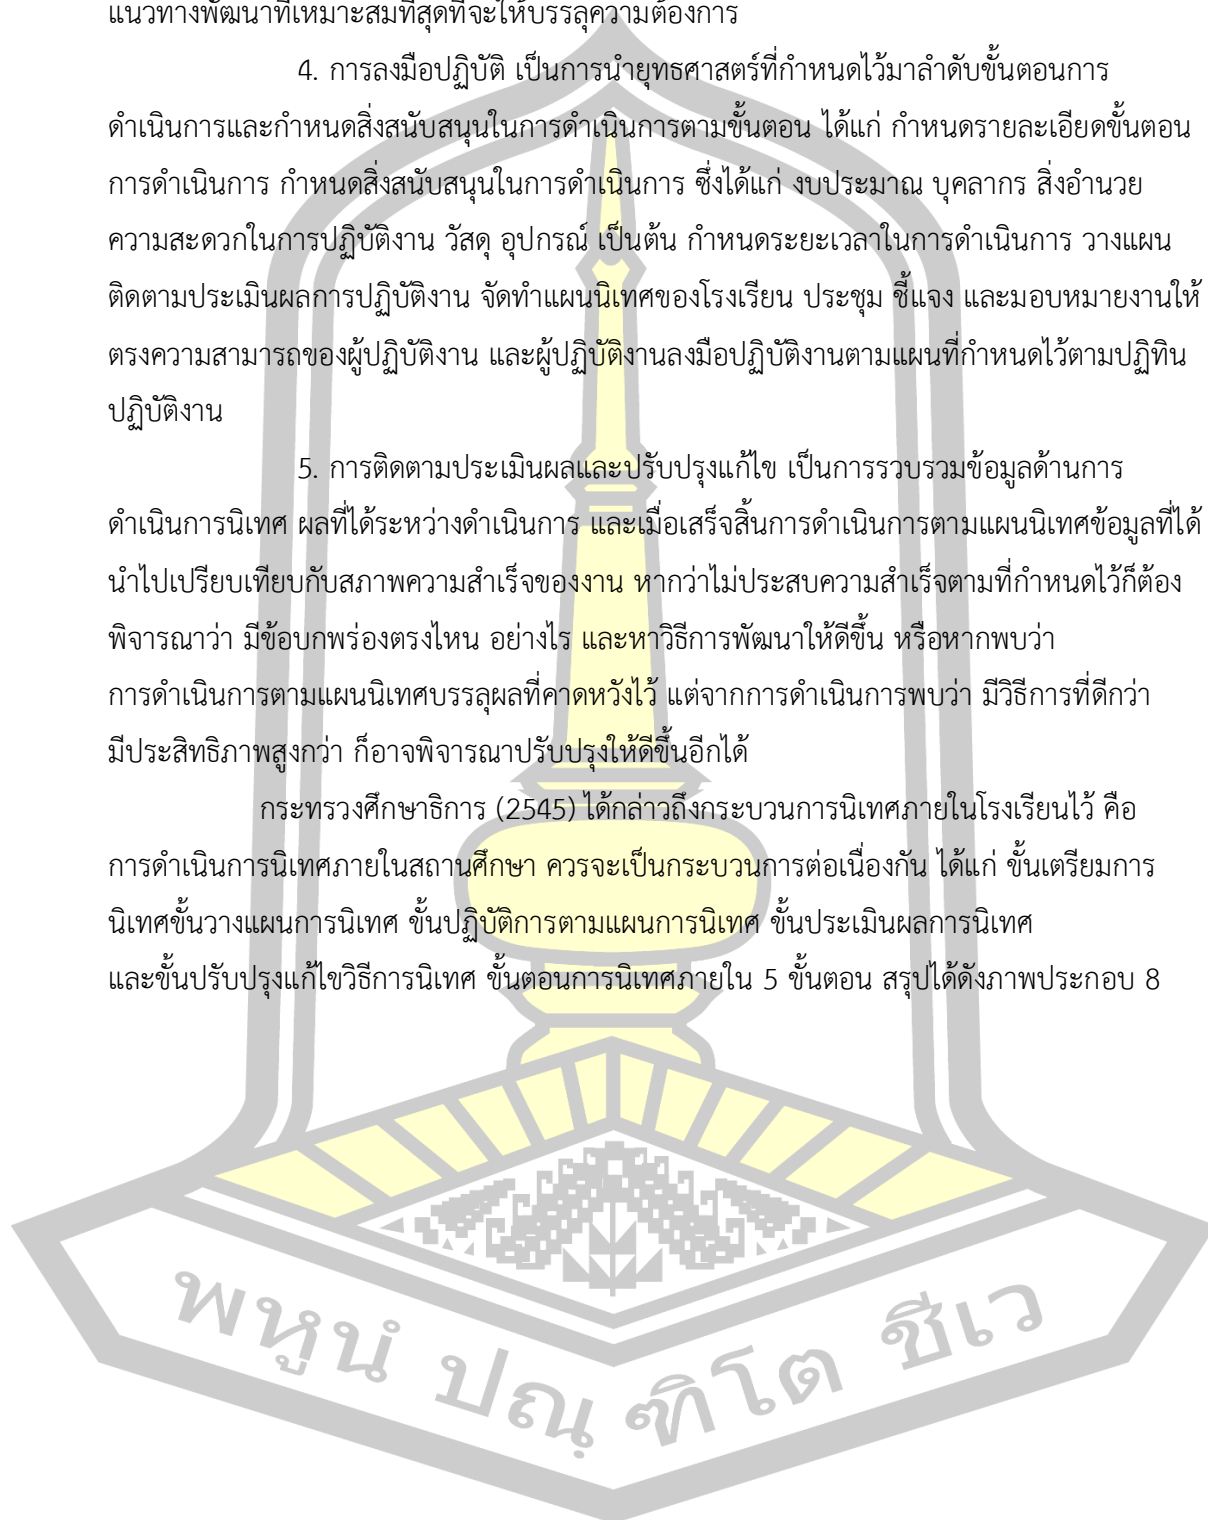 แนวทางพัฒนาที่เหมาะสมที่สุดที่จะให้บรรลุความต้องการ
4. การลงมือปฏิบัติ เป็นการนำยุทธศาสตร์ที่กำหนดไว้มาลำดับขั้นตอนการ
ดำเนินการและกำหนดสิ่งสนับสนุนในการดำเนินการตามขั้นตอน ได้แก่ กำหนดรายละเอียดขั้นตอน
การดำเนินการ กำหนดสิ่งสนับสนุนในการดำเนินการ ซึ่งได้แก่ งบประมาณ บุคลากร สิ่งอำนวย
ความสะดวกในการปฏิบัติงาน วัสดุ อุปกรณ์ เป็นต้น กำหนดระยะเวลาในการดำเนินการ วางแผน
ติดตามประเมินผลการปฏิบัติงาน จัดทำแผนนิเทศของโรงเรียน ประชุม ชี้แจง และมอบหมายงานให้
ตรงความสามารถของผู้ปฏิบัติงาน และผู้ปฏิบัติงานลงมือปฏิบัติงานตามแผนที่กำหนดไว้ตามปฏิทิน
ปฏิบัติงาน
5. การติดตามประเมินผลและปรับปรุงแก้ไข เป็นการรวบรวมข้อมูลด้านการ
ดำเนินการนิเทศ ผลที่ได้ระหว่างดำเนินการ และเมื่อเสร็จสิ้นการดำเนินการตามแผนนิเทศข้อมูลที่ได้
นำไปเปรียบเทียบกับสภาพความสำเร็จของงาน หากว่าไม่ประสบความสำเร็จตามที่กำหนดไว้ก็ต้อง
พิจารณาว่า มีข้อบกพร่องตรงไหน อย่างไร และหาวิธีการพัฒนาให้ดีขึ้น หรือหากพบว่า
การดำเนินการตามแผนนิเทศบรรลุผลที่คาดหวังไว้ แต่จากการดำเนินการพบว่า มีวิธีการที่ดีกว่า
มีประสิทธิภาพสูงกว่า ก็อาจพิจารณาปรับปรุงให้ดีขึ้นอีกได้
กระทรวงศึกษาธิการ (2545) ได้กล่าวถึงกระบวนการนิเทศภายในโรงเรียนไว้ คือ
การดำเนินการนิเทศภายในสถานศึกษา ควรจะเป็นกระบวนการต่อเนื่องกัน ได้แก่ ขั้นเตรียมการ
นิเทศขั้นวางแผนการนิเทศ ขั้นปฏิบัติการตามแผนการนิเทศ ขั้นประเมินผลการนิเทศ
และขั้นปรับปรุงแก้ไขวิธีการนิเทศ ขั้นตอนการนิเทศภายใน 5 ขั้นตอน สรุปได้ดังภาพประกอบ 8
พหูนํ ปณฺฑิโต ชีเว